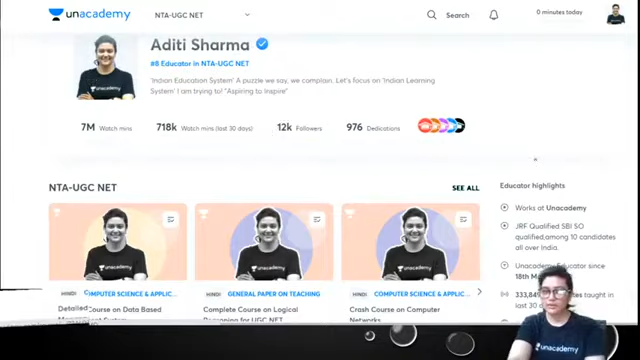 unacademy
NTA-UGC NET
Search
0 minutes today
Aditi Sharma
#8 Educator in NTA-UGC NET
'Indian Education System' A puzzle we say, we complain. Let's focus on 'Indian Learning
System' I am trying! "Aspiring to Inspire"
7M Watch mins
718k Watch mins (last 30 days)
12k Followers
976 Dedications
NTA-UGC NET
SEE ALL
unacademy
unacademy
unacademy
unacademy
HINDI COMPUTER SCIENCE & APPLIC...
Detailed Course on Data Based
HINDI GENERAL PAPER ON TEACHING
Complete Course on Logical
Reasoning for UGC NET
HINDI COMPUTER SCIENCE & APPLIC...
Crash Course on Computer
Networks
Educator highlights
Works at Unacademy
JRF Qualified SBI SO
qualified,among 10 candidates
all over India.
Unacademy Educator since
18th
333,84
taught in
last 30
unacademy